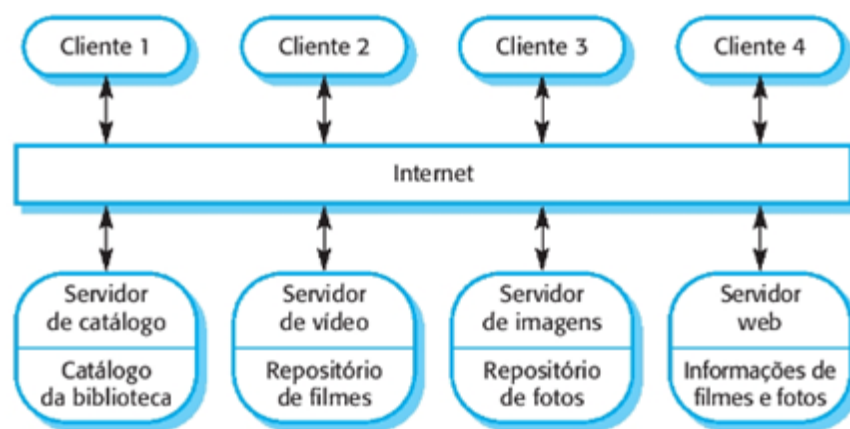 Cliente 1
Cliente 2
Cliente 3
Cliente 4
Internet
Servidor
de catálogo
Catálogo
da biblioteca
Servidor
de vídeo
Repositório
de filmes
Servidor
de imagens
Repositório
de fotos
Servidor
web
Informações de
filmes e fotos